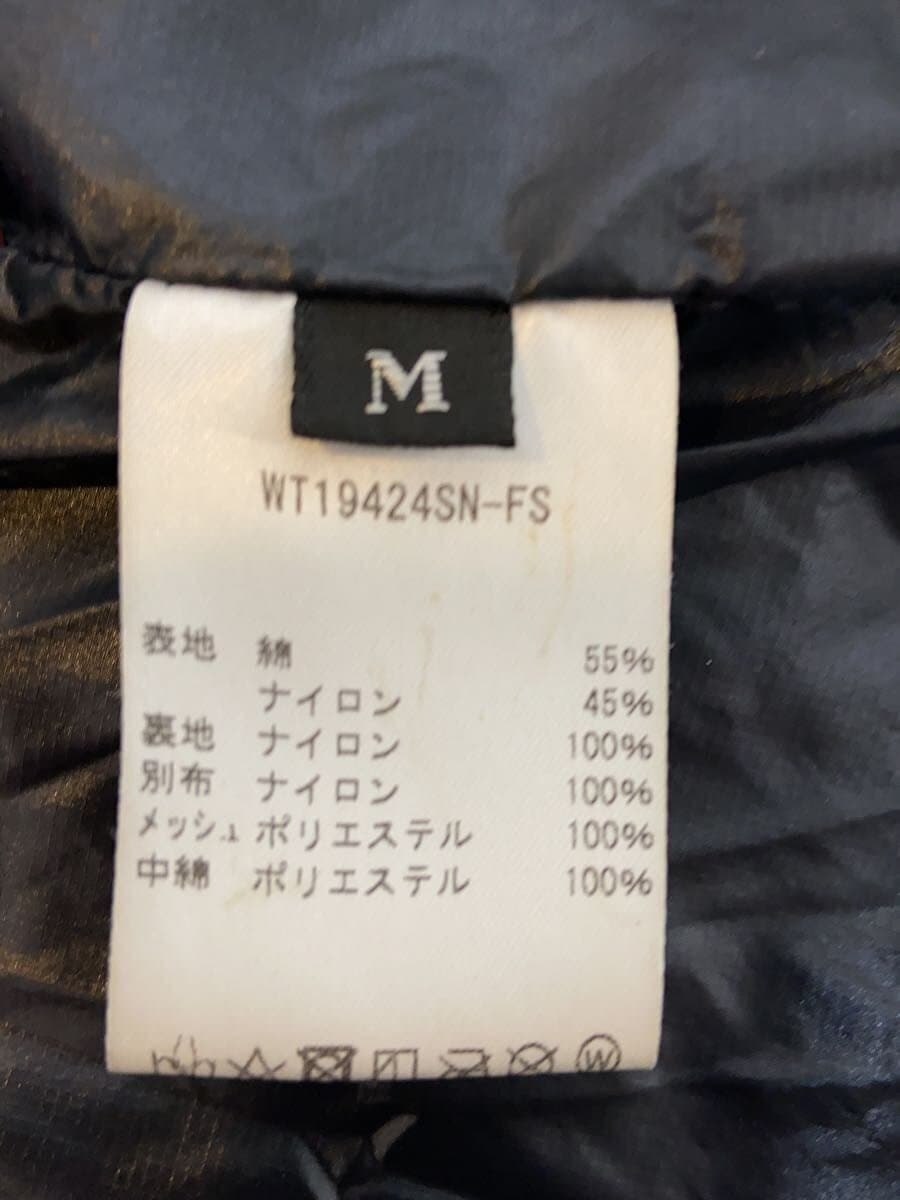 M
WT19424SN-FS
表地 綿 55%
ナイロン 45%
裏地 ナイロン 100%
別布 ナイロン 100%
メッシュ ポリエステル 100%
中綿 ポリエステル 100%
W